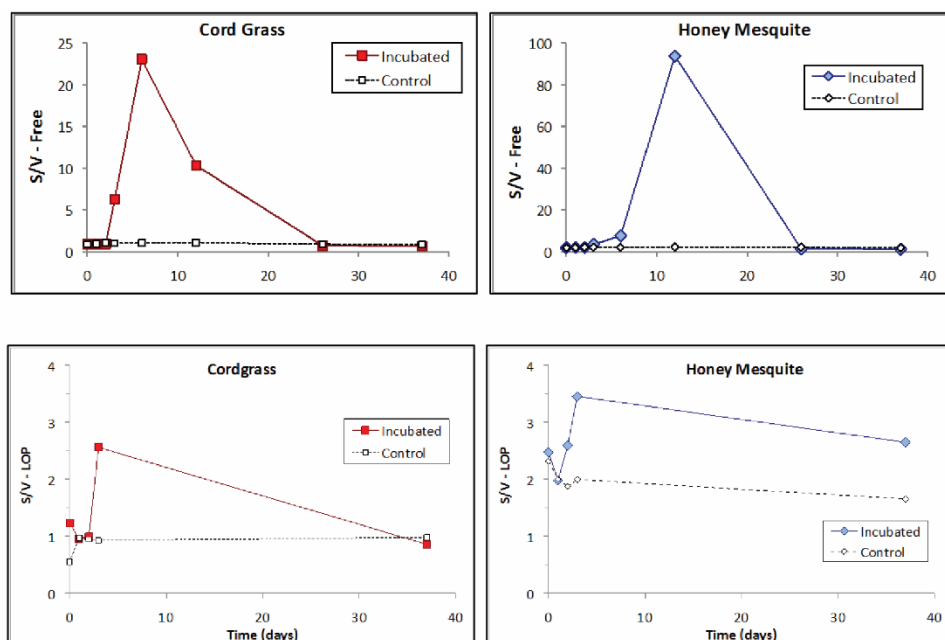 Cord Grass
25
20
15
10
5
0
S/V - Free
Incubated
Control
0 10 20 30 40
Honey Mesquite
100
80
60
40
20
0
S/V - Free
Incubated
Control
0 10 20 30 40
Cordgrass
4
3
2
1
0
S/V - LOP
Incubated
Control
0 10 20 30 40
Time (days)
Honey Mesquite
4
3
2
1
0
S/V - LOP
Incubated
Control
0 10 20 30 40
Time (days)